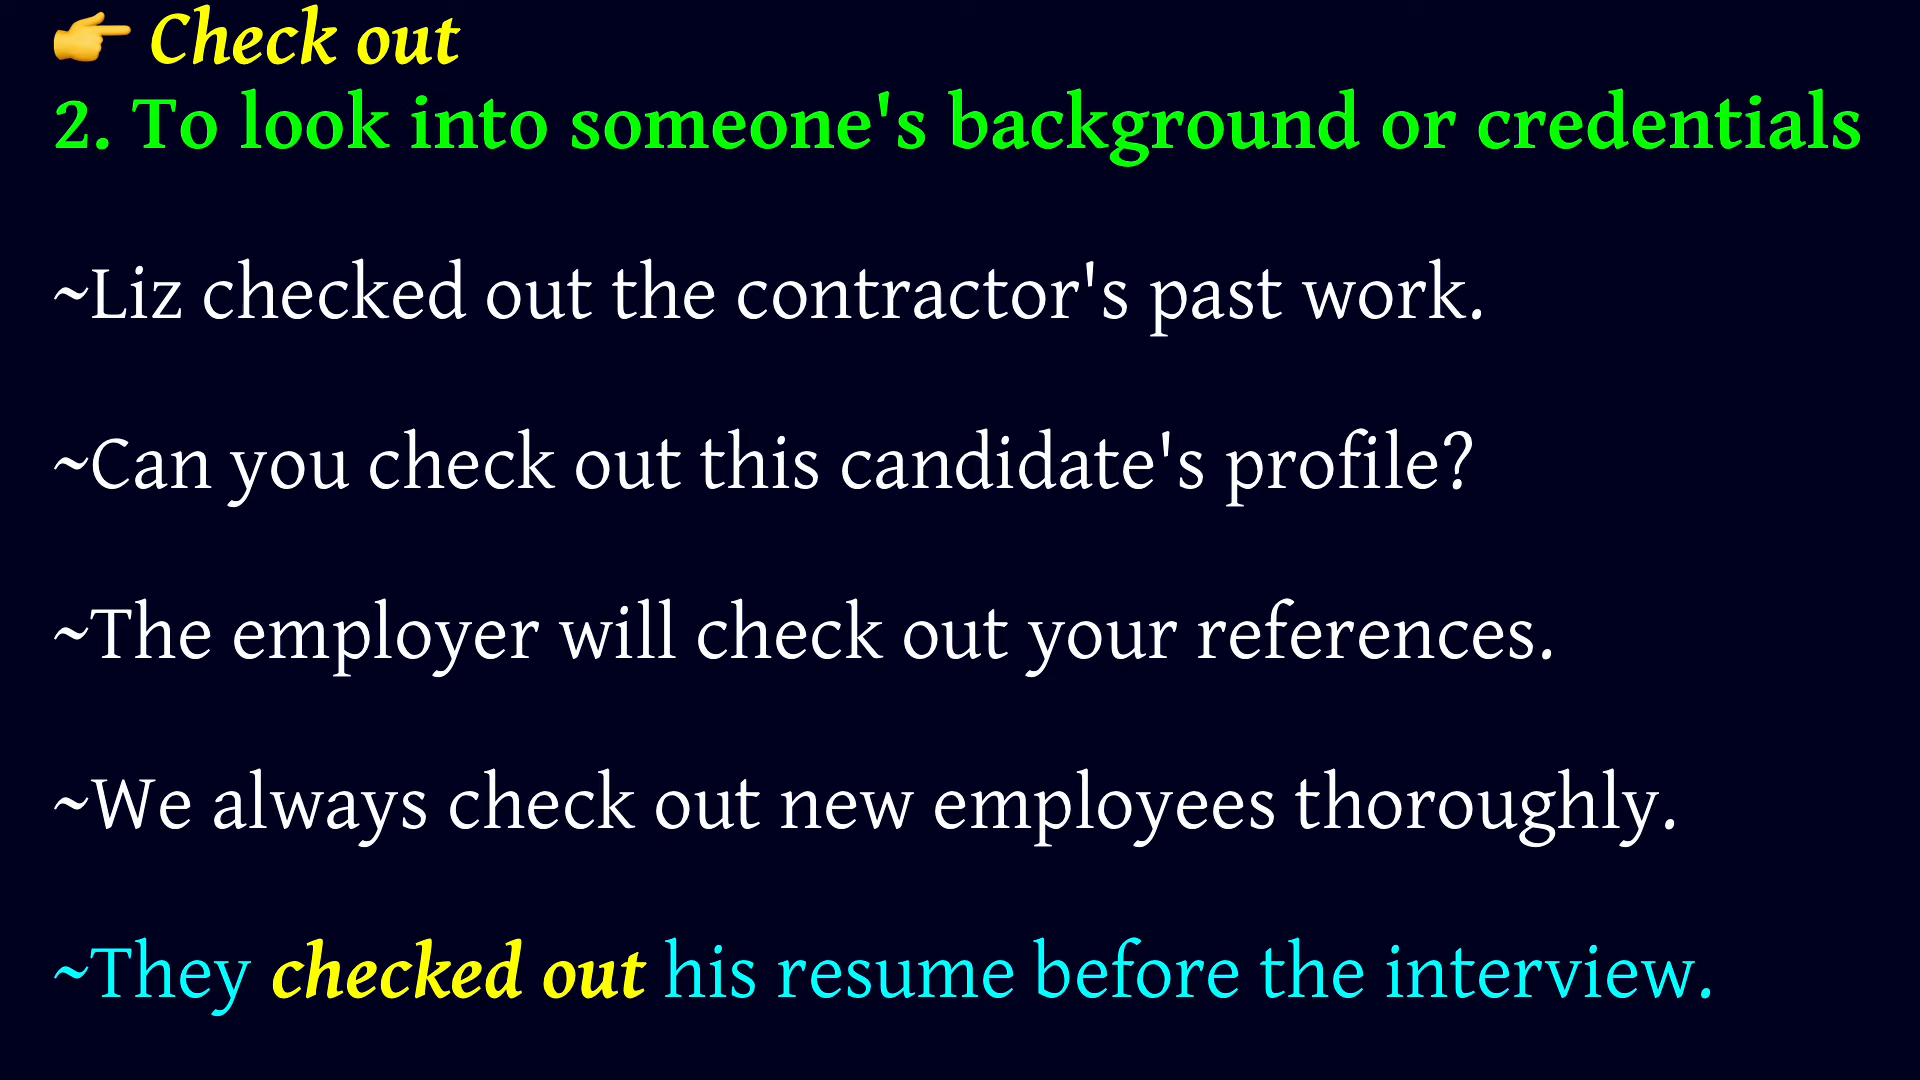 👉 Check out
2. To look into someone's background or credentials
~Liz checked out the contractor's past work.
~Can you check out this candidate's profile?
~The employer will check out your references.
~We always check out new employees thoroughly.
~They checked out his resume before the interview.